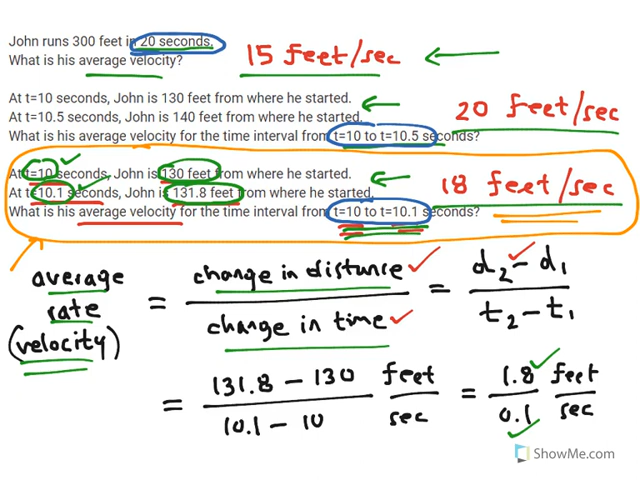 John runs 300 feet in 20 seconds.
What is his average velocity?
15 feet/sec
At t=10 seconds, John is 130 feet from where he started.
At t=10.5 seconds, John is 140 feet from where he started.
What is his average velocity for the time interval from t=10 to t=10.5 seconds?
20 feet/sec
At t=10 seconds, John is 130 feet from where he started.
At t=10.1 seconds, John is 131.8 feet from where he started.
What is his average velocity for the time interval from t=10 to t=10.1 seconds?
18 feet/sec
average rate (velocity) = change in distance / change in time = d₂ - d₁ / t₂ - t₁
= 131.8 - 130 / 10.1 - 10 feet / sec = 1.8 / 0.1 feet / sec
ShowMe.com